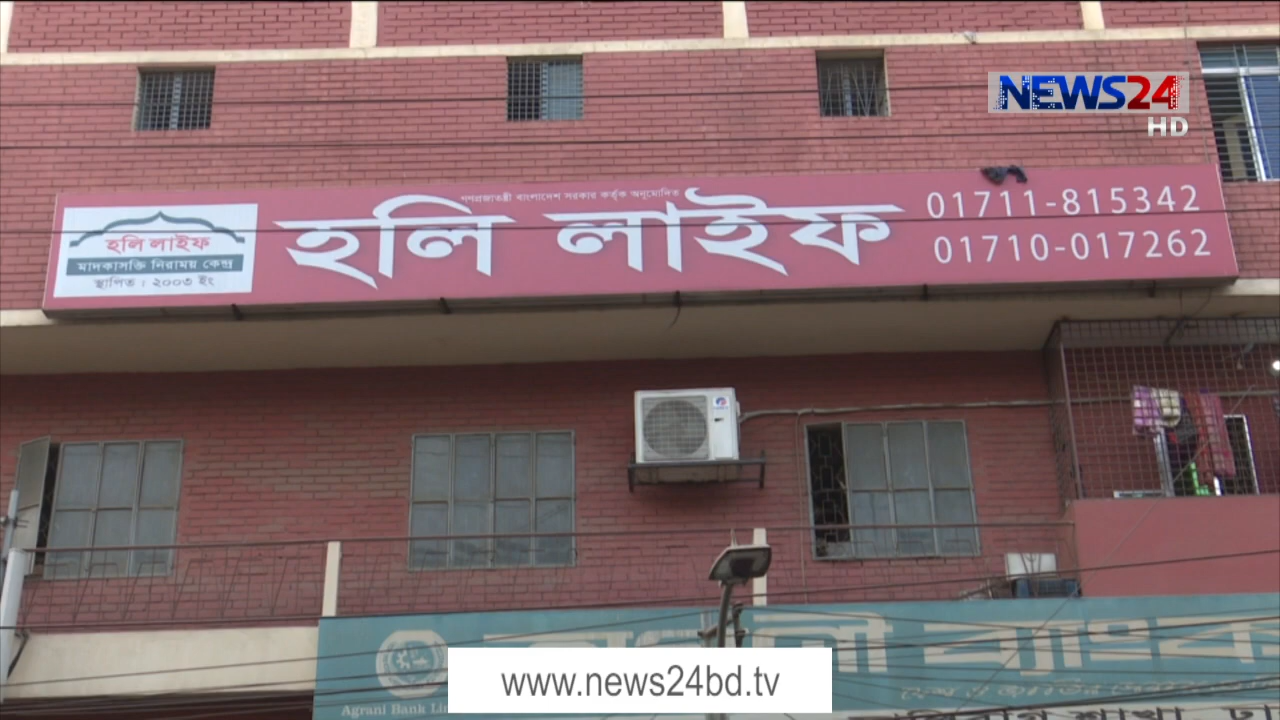 NEWS24
HD
গণপ্রজাতন্ত্রী বাংলাদেশ সরকার কর্তৃক অনুমোদিত
হলি লাইফ
মাদকাসক্তি নিরাময় কেন্দ্র
স্থাপিত : ২০০৩ ইং
হলি লাইফ
01711-815342
01710-017262
ব্যাংক
Agrani Bank
www.news24bd.tv